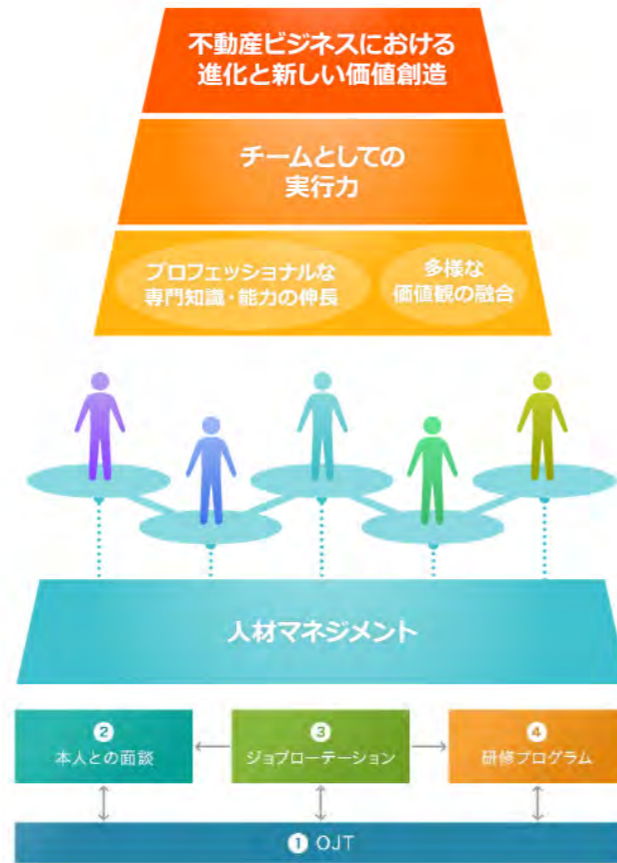 不動産ビジネスにおける
進化と新しい価値創造
チームとしての
実行力
プロフェッショナルな
専門知識・能力の伸長
多様な
価値観の融合
人材マネジメント
❷
本人との面談
❸
ジョブローテーション
❹
研修プログラム
❶ OJT